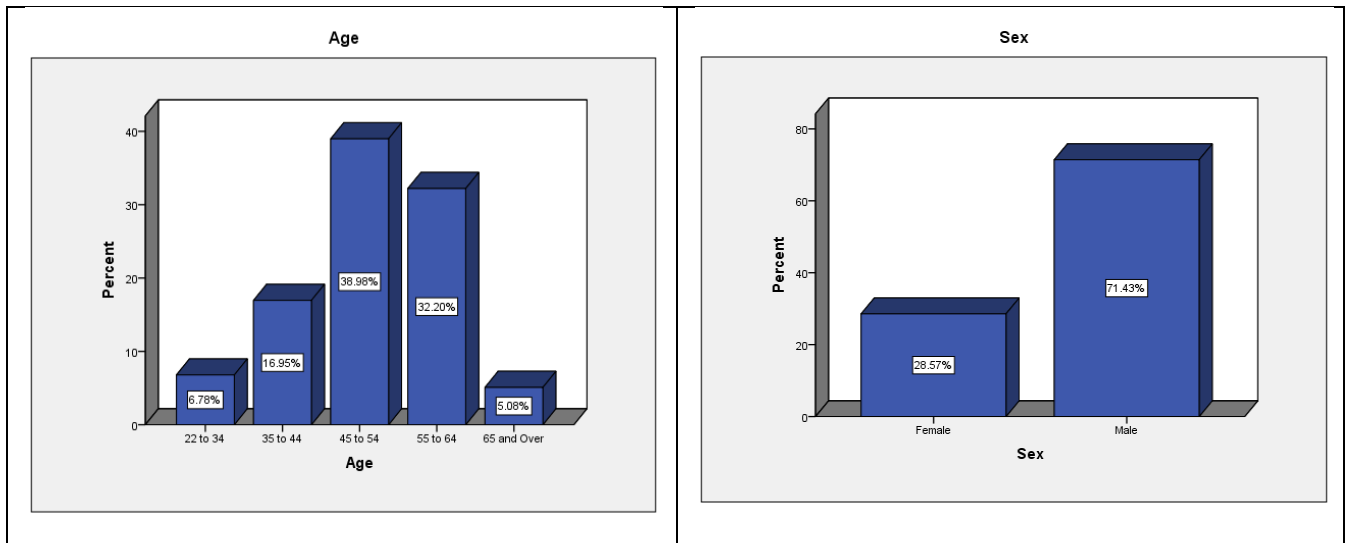 Age
Percent
40
30
20
10
0
6.78%
16.95%
38.98%
32.20%
5.08%
22 to 34
35 to 44
45 to 54
55 to 64
65 and Over
Age
Sex
Percent
80
60
40
20
0
28.57%
71.43%
Female
Male
Sex